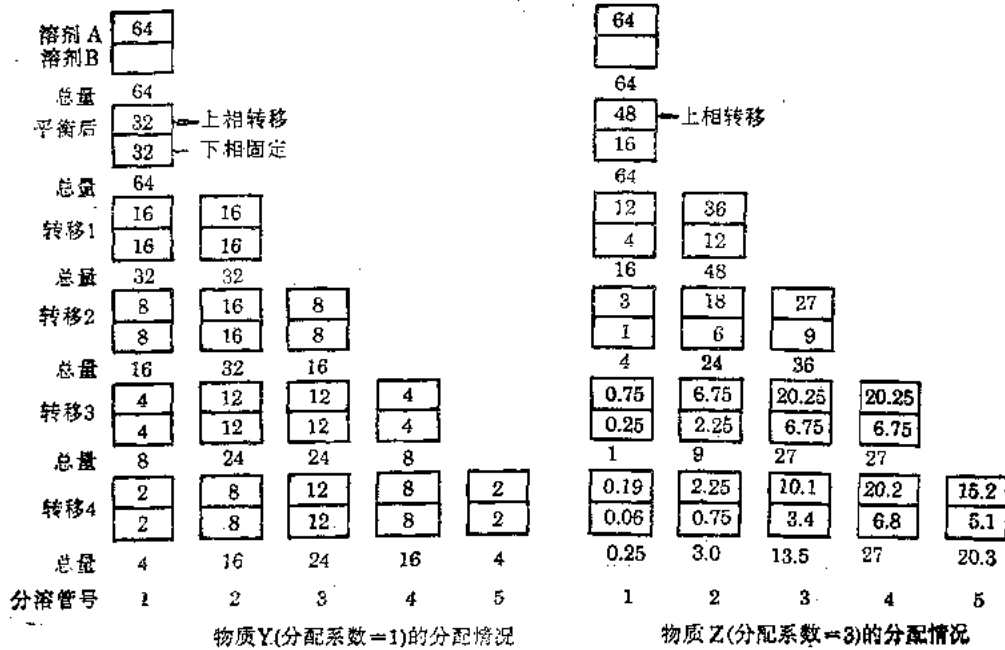 溶剂A 64 64
溶剂B
总量 64 64
平衡后 32 上相转移 48 上相转移
32 下相固定 16
总量 64 64
16 16 12 36
转移1
16 16 4 12
总量 32 32 16 48
8 16 8 3 18 27
转移2
8 16 8 1 6 9
总量 16 32 16 4 24 36
4 12 12 4 0.75 6.75 20.25 20.25
转移3
4 12 12 4 0.25 2.25 6.75 6.75
总量 8 24 24 8 1 9 27 27
2 8 12 8 2 0.19 2.25 10.1 20.2 15.2
转移4
2 8 12 8 2 0.06 0.75 3.4 6.8 5.1
总量 4 16 24 16 4 0.25 3.0 13.5 27 20.3
分溶管号 1 2 3 4 5 1 2 3 4 5
物质Y(分配系数=1)的分配情况 物质Z(分配系数=3)的分配情况